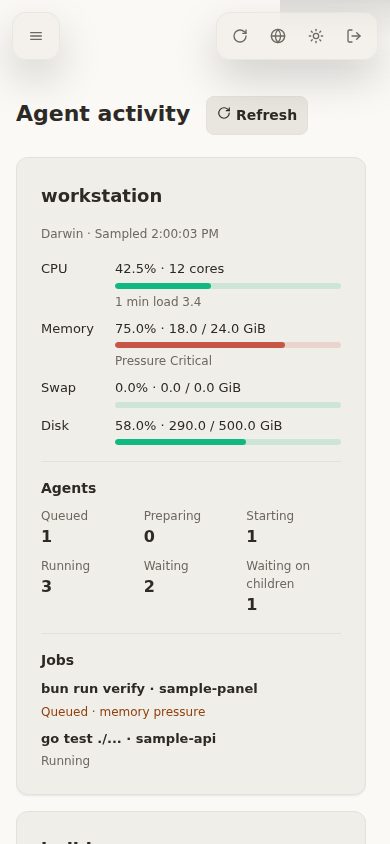 Agent activity
Refresh
workstation
Darwin · Sampled 2:00:03 PM
CPU
42.5% · 12 cores
1 min load 3.4
Memory
75.0% · 18.0 / 24.0 GiB
Pressure Critical
Swap
0.0% · 0.0 / 0.0 GiB
Disk
58.0% · 290.0 / 500.0 GiB
Agents
Queued
1
Preparing
0
Starting
1
Running
3
Waiting
2
Waiting on
children
1
Jobs
bun run verify · sample-panel
Queued · memory pressure
go test ./... · sample-api
Running